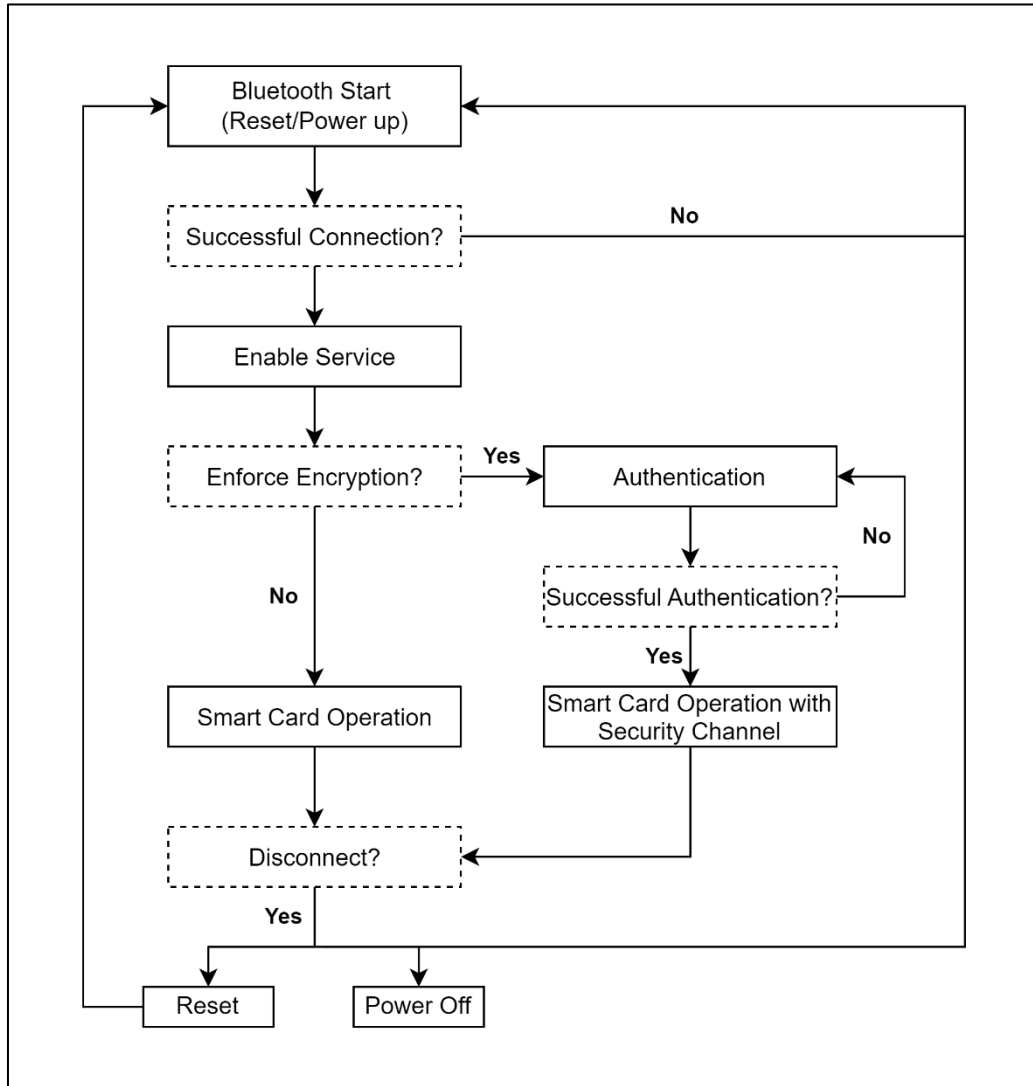 Bluetooth Start
(Reset/Power up)
No
Successful Connection?
Enable Service
Yes
Enforce Encryption?
Authentication
No
No
Successful Authentication?
Yes
Smart Card Operation
Smart Card Operation with
Security Channel
Disconnect?
Yes
Reset
Power Off